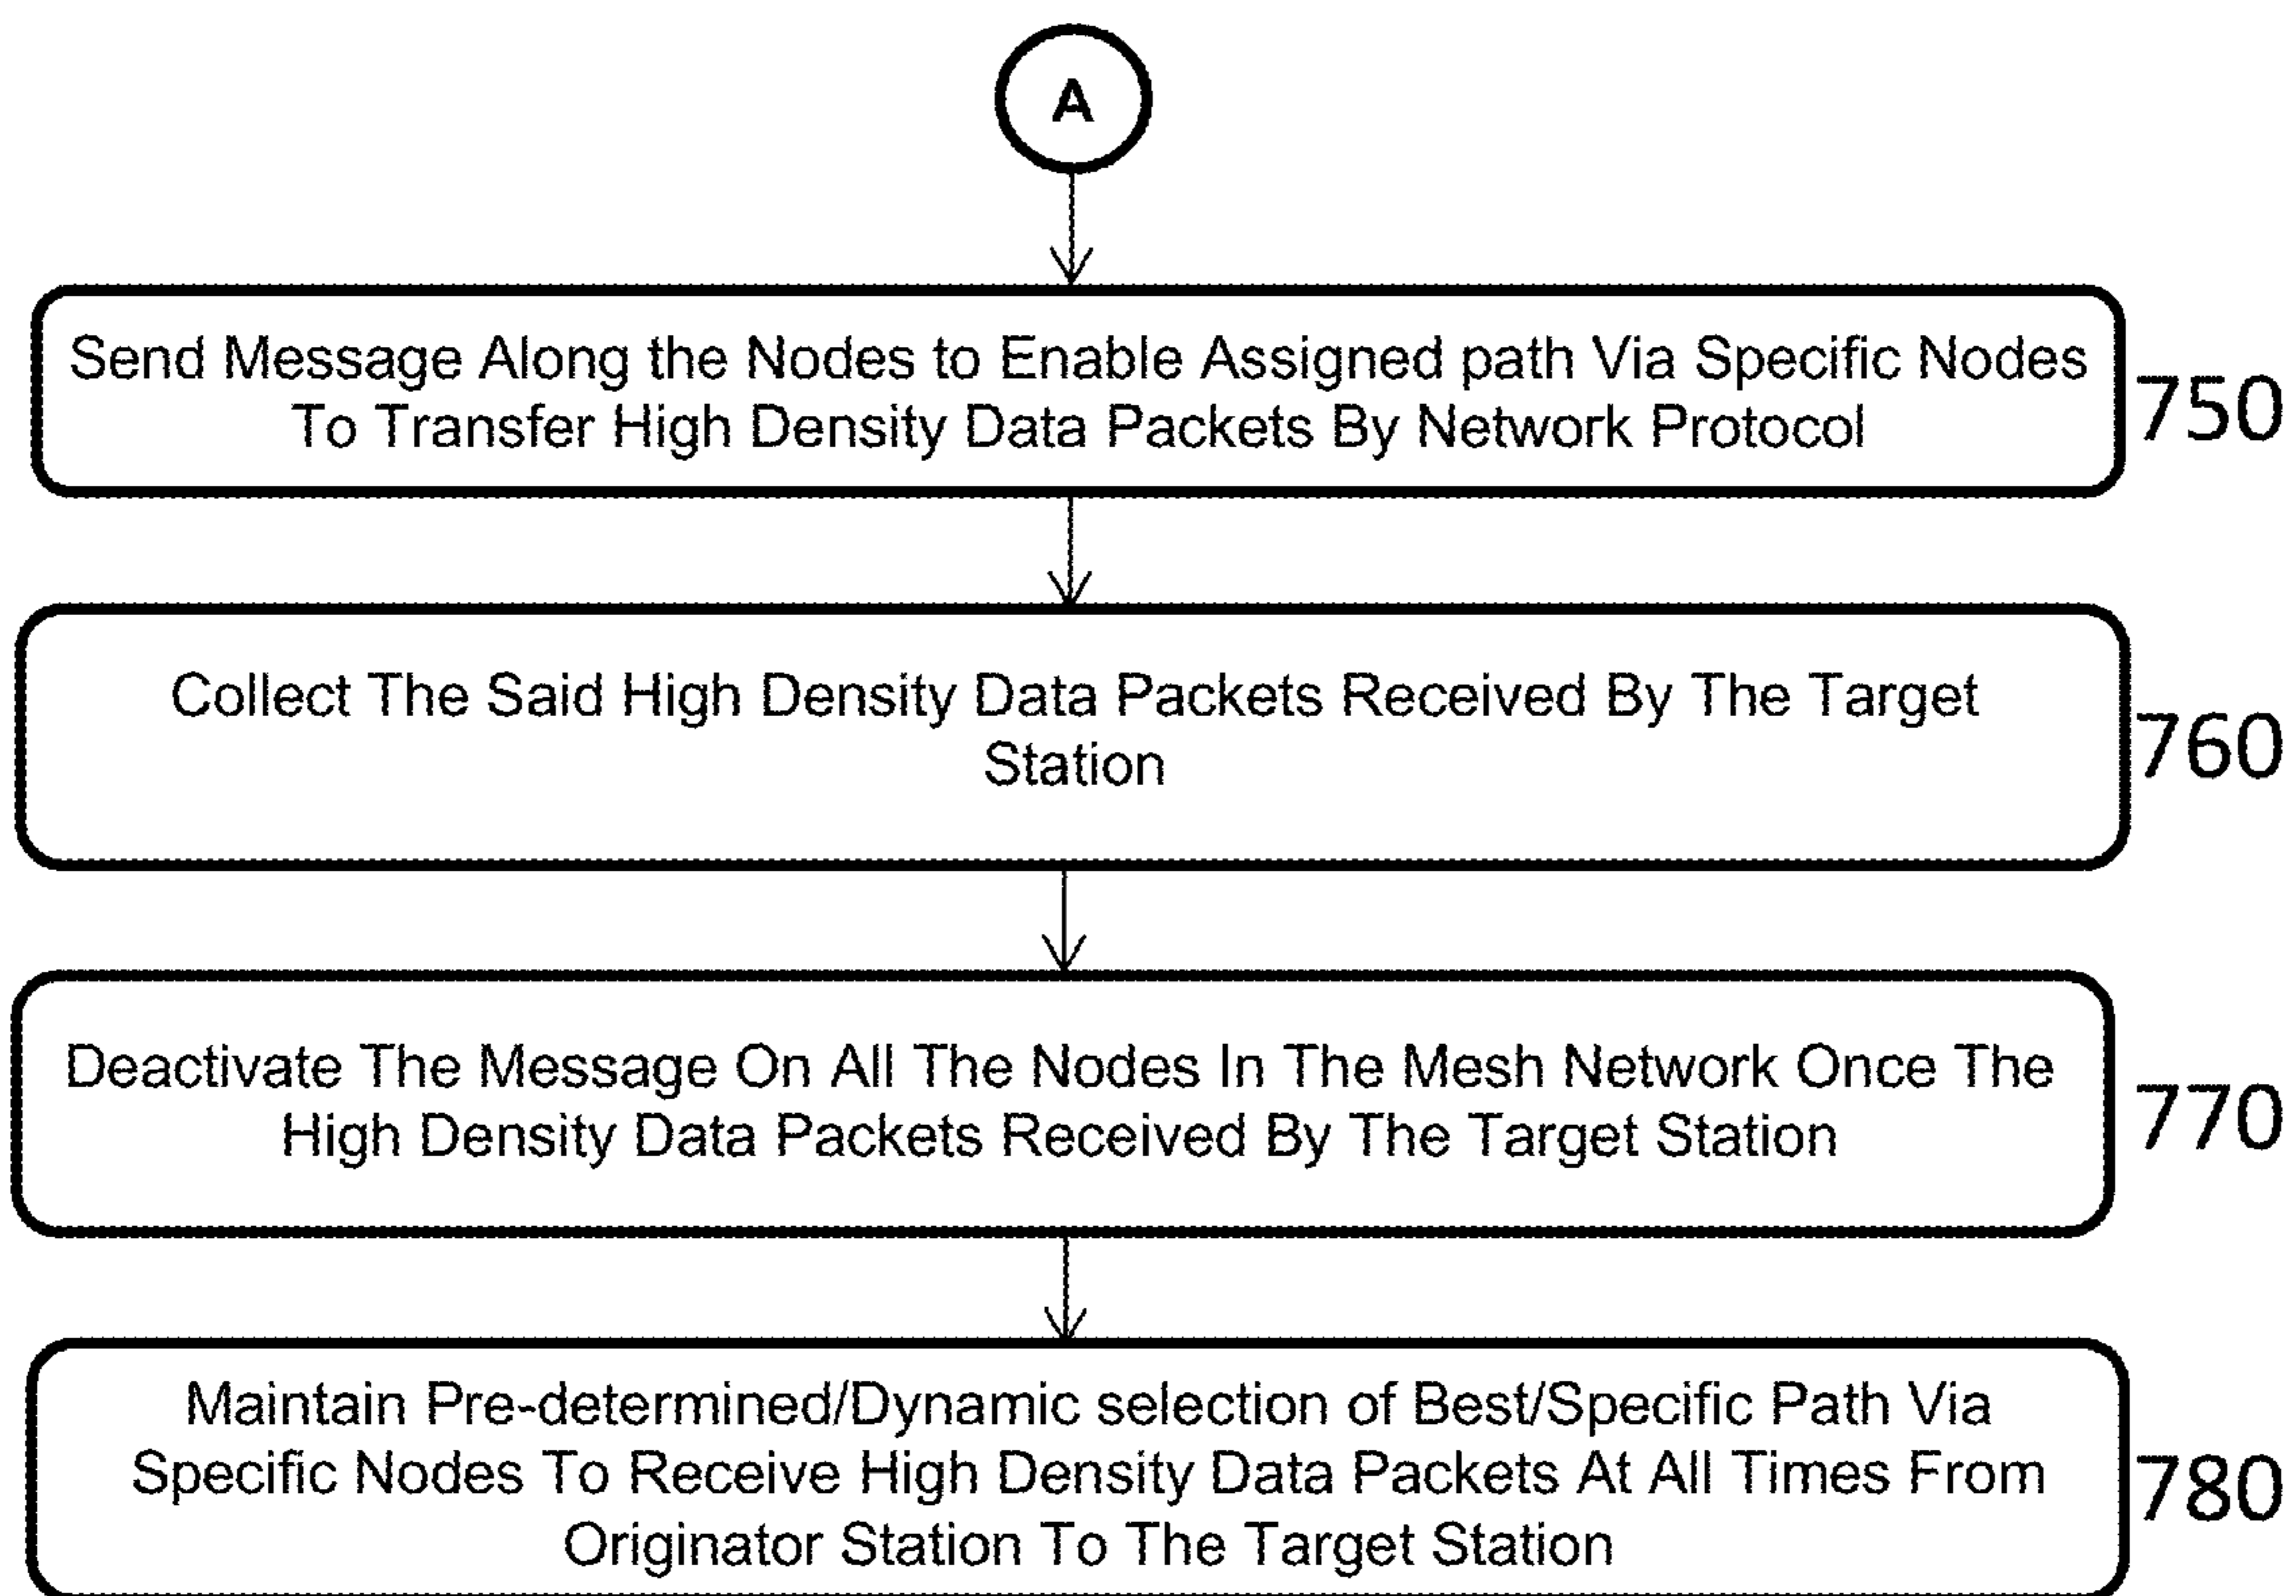 A
Send Message Along the Nodes to Enable Assigned path Via Specific Nodes
To Transfer High Density Data Packets By Network Protocol
750
Collect The Said High Density Data Packets Received By The Target
Station
760
Deactivate The Message On All The Nodes In The Mesh Network Once The
High Density Data Packets Received By The Target Station
770
Maintain Pre-determined/Dynamic selection of Best/Specific Path Via
Specific Nodes To Receive High Density Data Packets At All Times From
Originator Station To The Target Station
780